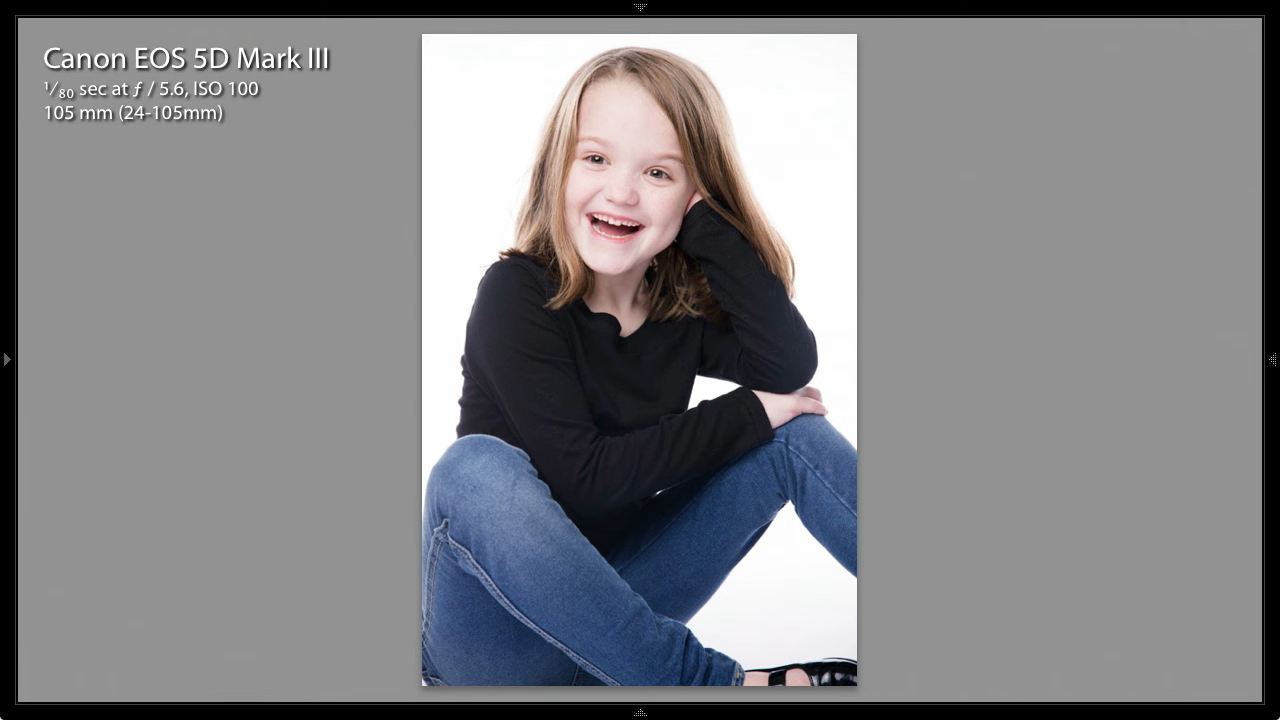 Canon EOS 5D Mark III
¹⁄₈₀ sec at ƒ / 5.6, ISO 100
105 mm (24-105mm)